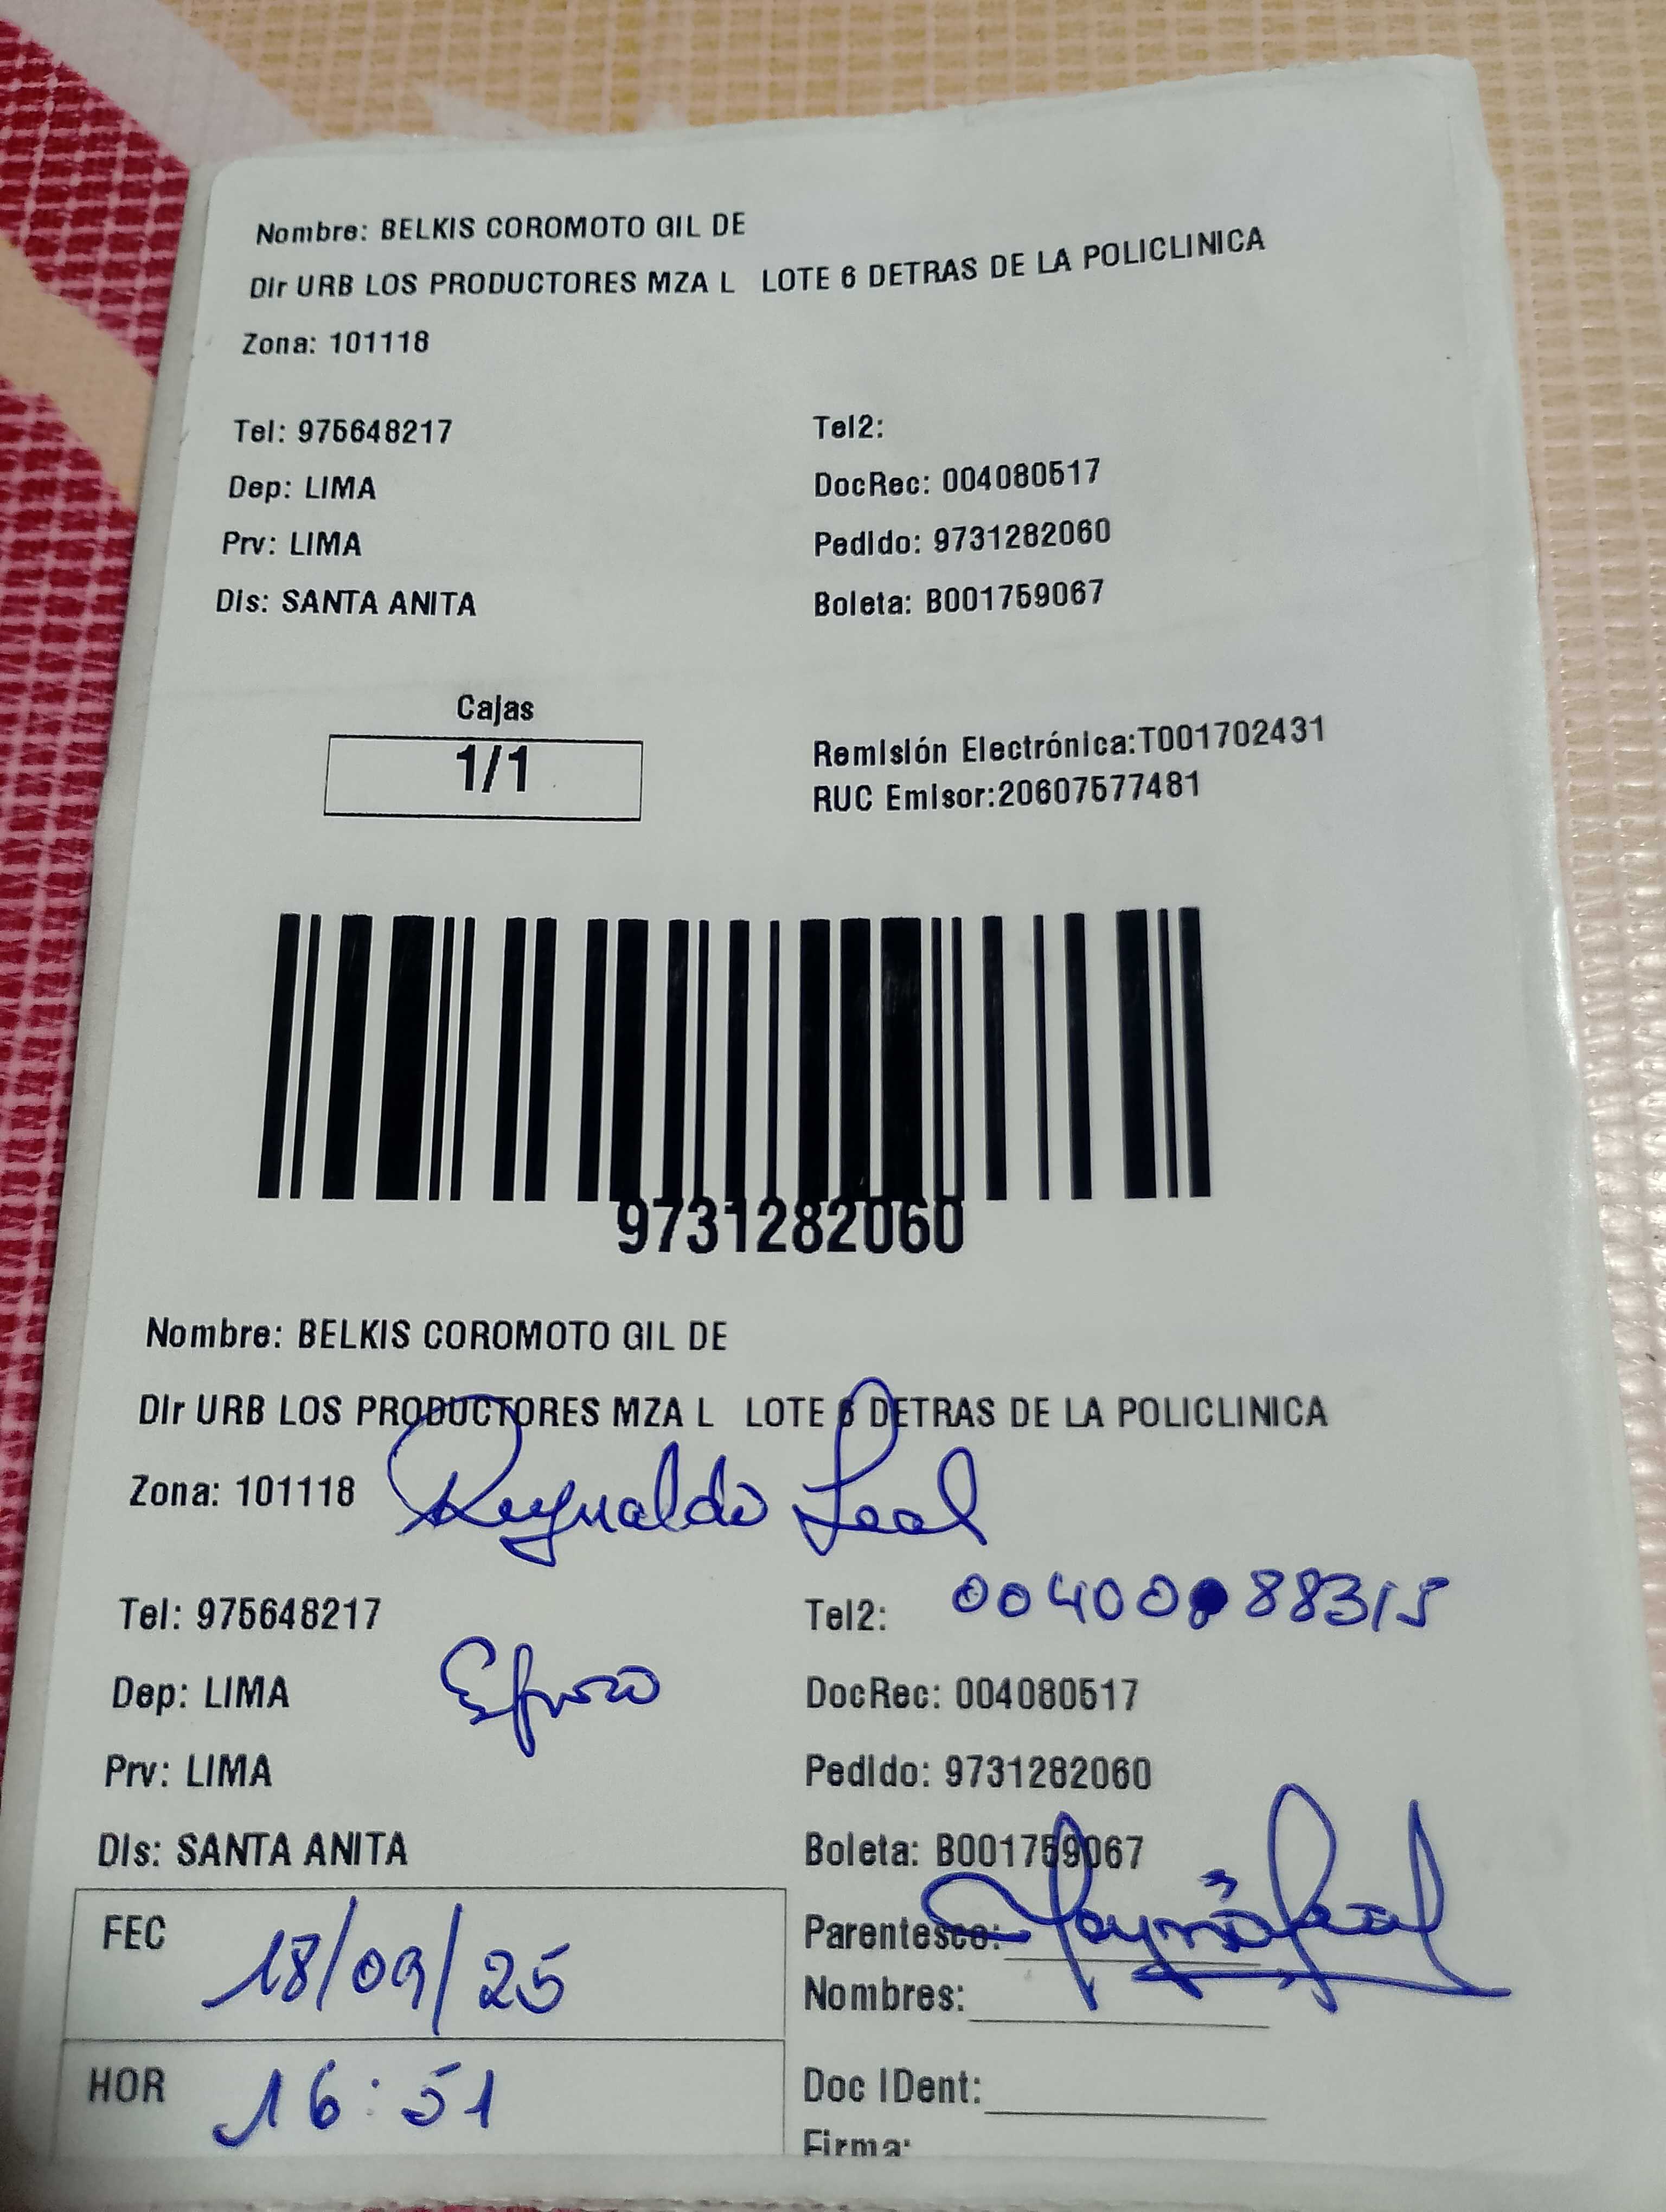 Nombre: BELKIS COROMOTO GIL DE
Dir URB LOS PRODUCTORES MZA L LOTE 6 DETRAS DE LA POLICLINICA
Zona: 101118
Tel: 975648217 Tel2:
Dep: LIMA DocRec: 004080517
Prv: LIMA Pedido: 9731282060
Dis: SANTA ANITA Boleta: B001759067
Cajas
1/1
Remisión Electrónica:T001702431
RUC Emisor:20607577481
9731282060
Nombre: BELKIS COROMOTO GIL DE
Dir URB LOS PRODUCTORES MZA L LOTE 6 DETRAS DE LA POLICLINICA
Zona: 101118 Reynaldo Leal
Tel: 975648217 Tel2:
Dep: LIMA DocRec: 004080517
Prv: LIMA Pedido: 9731282060
Dis: SANTA ANITA Boleta: B001759067
FEC 18/09/25 Parentesco:
Nombres:
HOR 16:51 Doc IDent:
Firma: